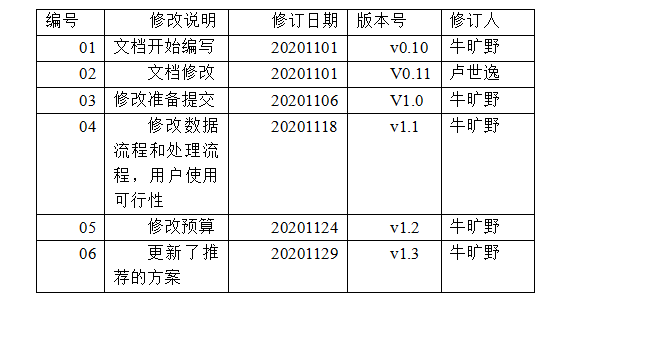 编号 修改说明 修订日期 版本号 修订人
01 文档开始编写 20201101 v0.10 牛旷野
02 文档修改 20201101 V0.11 卢世逸
03 修改准备提交 20201106 V1.0 牛旷野
04 修改数据 20201118 v1.1 牛旷野
流程和处理流
程，用户使用
可行性
05 修改预算 20201124 v1.2 牛旷野
06 更新了推 20201129 v1.3 牛旷野
荐的方案